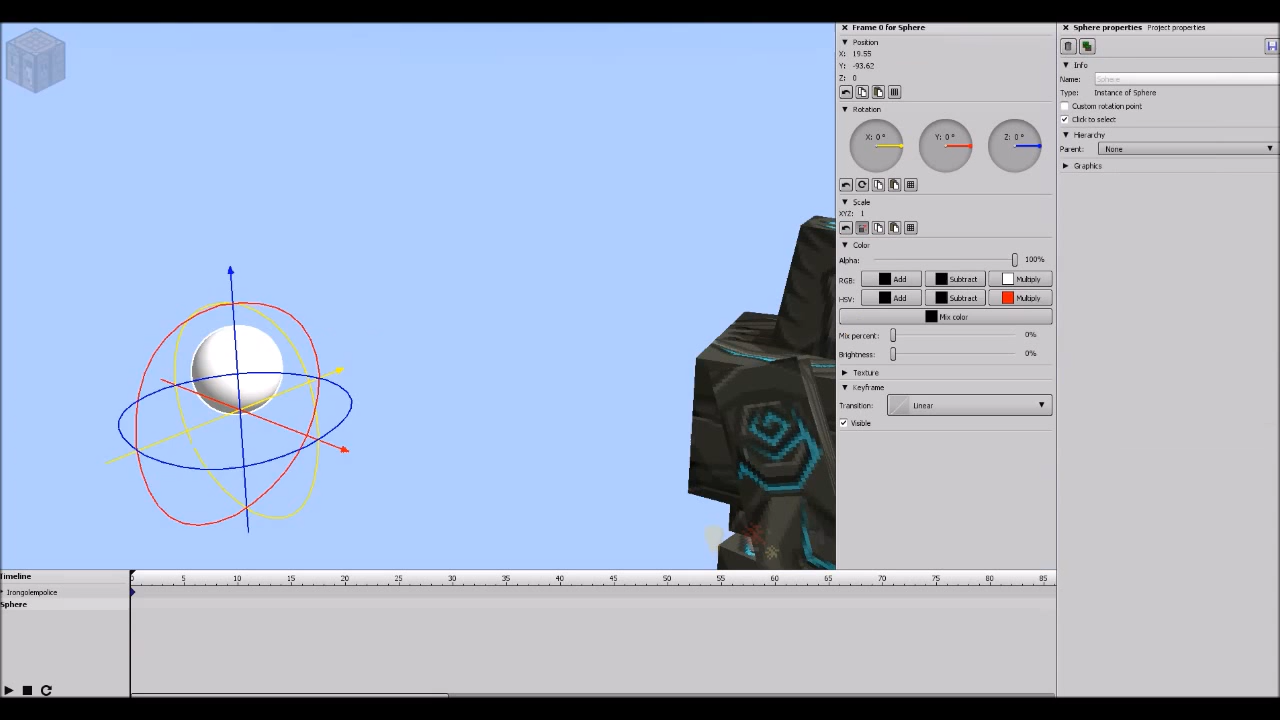 Frame 0 for Sphere
Position
X: 19.55
Y: -93.62
Z: 0
Rotation
X: 0° Y: 0° Z: 0°
Scale
XYZ: 1
Color
Alpha: 100%
RGB: Add Subtract Multiply
HSV: Add Subtract Multiply
Mix color
Mix percent: 0%
Brightness: 0%
Texture
Keyframe
Transition: Linear
Visible
Sphere properties Project properties
Info
Name: Sphere
Type: Instance of Sphere
Custom rotation point
Click to select
Hierarchy
Parent: None
Graphics
Timeline
0 5 10 15 20 25 30 35 40 45 50 55 60 65 70 75 80 85
Irongolempolice
Sphere